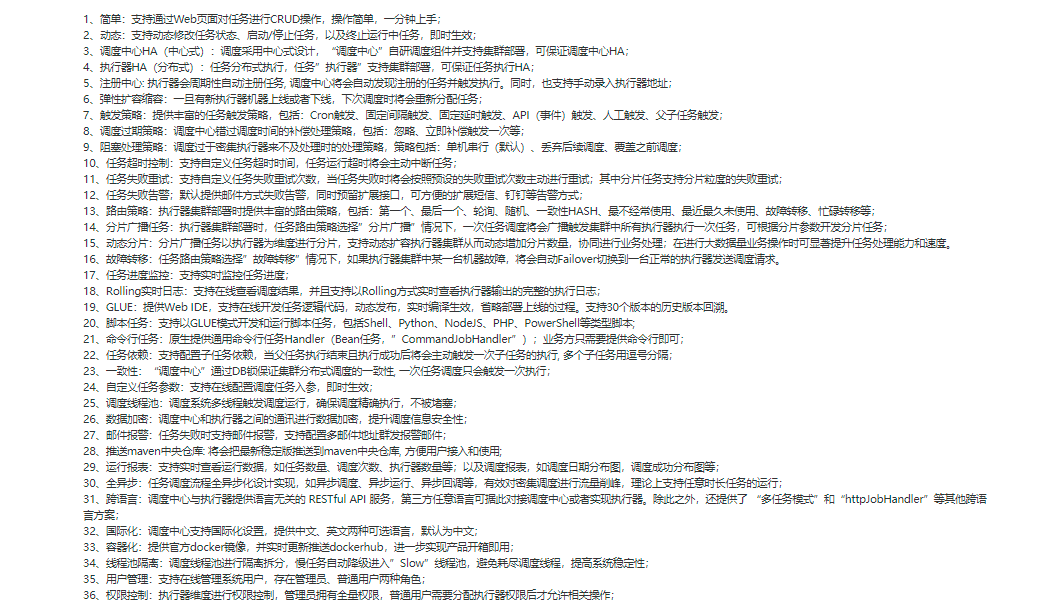 1、简单：支持通过Web页面对任务进行CRUD操作，操作简单，一分钟上手；
2、动态：支持动态修改任务状态、启动/停止任务，以及终止运行中任务，即时生效；
3、调度中心HA（中心式）：调度采用中心式设计，“调度中心”自研调度组件并支持集群部署，可保证调度中心HA；
4、执行器HA（分布式）：任务分布式执行，任务”执行器”支持集群部署，可保证任务执行HA；
5、注册中心: 执行器会周期性自动注册任务, 调度中心将会自动发现注册的任务并触发执行。同时，也支持手动录入执行器地址；
6、弹性扩容缩容：一旦有新执行器机器上线或者下线，下次调度时将会重新分配任务；
7、触发策略：提供丰富的任务触发策略，包括：Cron触发、固定间隔触发、固定延时触发、API（事件）触发、人工触发、父子任务触发；
8、调度过期策略：调度中心错过调度时间的补偿处理策略，包括：忽略、立即补偿触发一次等；
9、阻塞处理策略：调度过于密集执行器来不及处理时的处理策略，策略包括：单机串行（默认）、丢弃后续调度、覆盖之前调度；
10、任务超时控制：支持自定义任务超时时间，任务运行超时将会主动中断任务；
11、任务失败重试：支持自定义任务失败重试次数，当任务失败时将会按照预设的失败重试次数主动进行重试；其中分片任务支持分片粒度的失败重试；
12、任务失败告警；默认提供邮件方式失败告警，同时预留扩展接口，可方便的扩展短信、钉钉等告警方式；
13、路由策略：执行器集群部署时提供丰富的路由策略，包括：第一个、最后一个、轮询、随机、一致性HASH、最不经常使用、最近最久未使用、故障转移、忙碌转移等；
14、分片广播任务：执行器集群部署时，任务路由策略选择”分片广播”情况下，一次任务调度将会广播触发集群中所有执行器执行一次任务，可根据分片参数开发分片任务；
15、动态分片：分片广播任务以执行器为维度进行分片，支持动态扩容执行器集群从而动态增加分片数量，协同进行业务处理；在进行大数据量业务操作时可显著提升任务处理能力和速度。
16、故障转移：任务路由策略选择”故障转移”情况下，如果执行器集群中某一台机器故障，将会自动Failover切换到一台正常的执行器发送调度请求。
17、任务进度监控：支持实时监控任务进度；
18、Rolling实时日志：支持在线查看调度结果，并且支持以Rolling方式实时查看执行器输出的完整的执行日志；
19、GLUE：提供Web IDE，支持在线开发任务逻辑代码，动态发布，实时编译生效，省略部署上线的过程。支持30个版本的历史版本回溯。
20、脚本任务：支持以GLUE模式开发和运行脚本任务，包括Shell、Python、NodeJS、PHP、PowerShell等类型脚本;
21、命令行任务：原生提供通用命令行任务Handler（Bean任务，”CommandJobHandler”）；业务方只需要提供命令行即可；
22、任务依赖：支持配置子任务依赖，当父任务执行结束且执行成功后将会主动触发一次子任务的执行, 多个子任务用逗号分隔；
23、一致性：“调度中心”通过DB锁保证集群分布式调度的一致性, 一次任务调度只会触发一次执行；
24、自定义任务参数：支持在线配置调度任务入参，即时生效；
25、调度线程池：调度系统多线程触发调度运行，确保调度精确执行，不被堵塞；
26、数据加密：调度中心和执行器之间的通讯进行数据加密，提升调度信息安全性；
27、邮件报警：任务失败时支持邮件报警，支持配置多邮件地址群发报警邮件；
28、推送maven中央仓库: 将会把最新稳定版推送到maven中央仓库, 方便用户接入和使用;
29、运行报表：支持实时查看运行数据，如任务数量、调度次数、执行器数量等；以及调度报表，如调度日期分布图，调度成功分布图等；
30、全异步：任务调度流程全异步化设计实现，如异步调度、异步运行、异步回调等，有效对密集调度进行流量削峰，理论上支持任意时长任务的运行；
31、跨语言：调度中心与执行器提供语言无关的 RESTful API 服务，第三方任意语言可据此对接调度中心或者实现执行器。除此之外，还提供了 “多任务模式”和“httpJobHandler”等其他跨语
言方案；
32、国际化：调度中心支持国际化设置，提供中文、英文两种可选语言，默认为中文；
33、容器化：提供官方docker镜像，并实时更新推送dockerhub，进一步实现产品开箱即用；
34、线程池隔离：调度线程池进行隔离拆分，慢任务自动降级进入”Slow”线程池，避免耗尽调度线程，提高系统稳定性；
35、用户管理：支持在线管理系统用户，存在管理员、普通用户两种角色；
36、权限控制：执行器维度进行权限控制，管理员拥有全量权限，普通用户需要分配执行器权限后才允许相关操作；